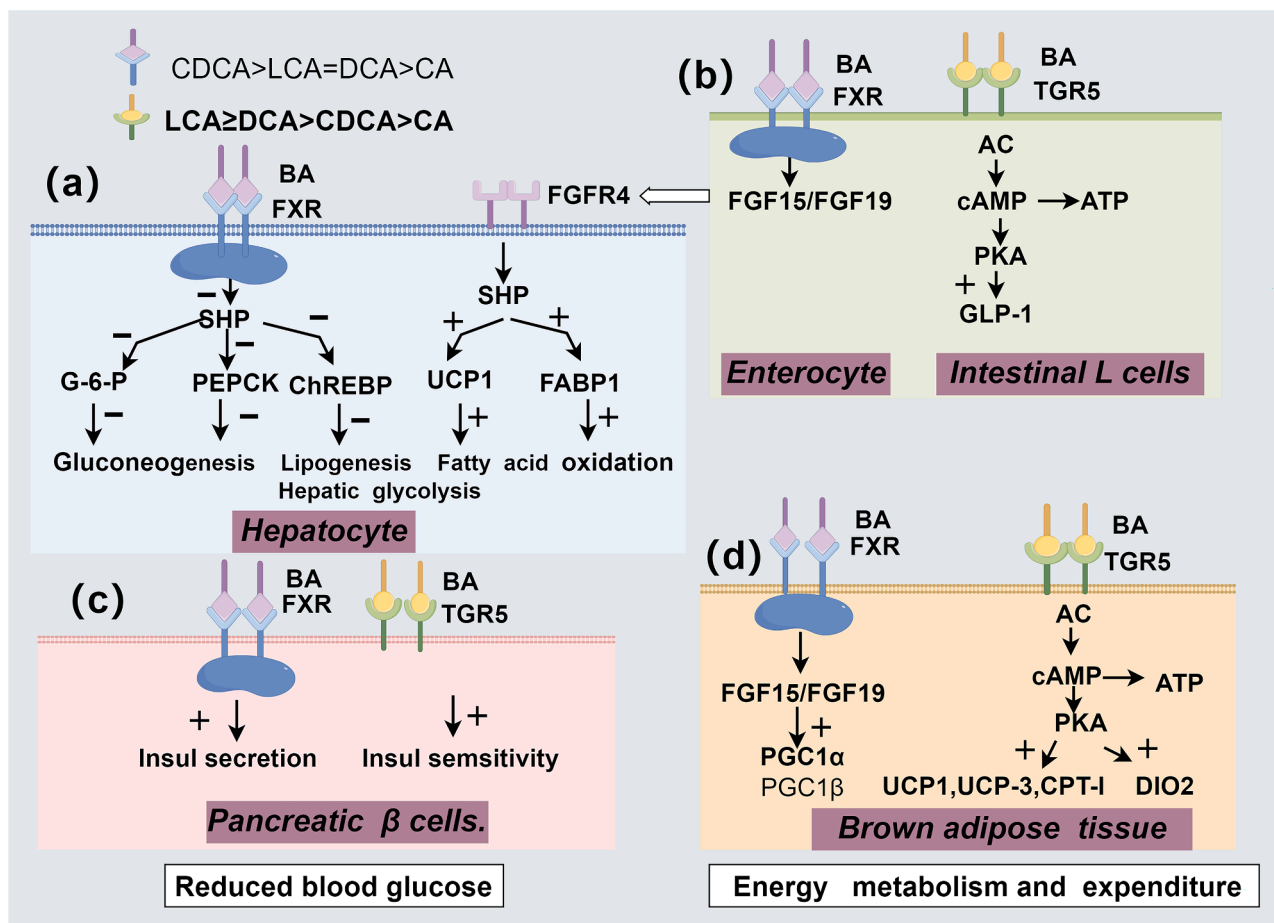 CDCA>LCA=DCA>CA
LCA≥DCA>CDCA>CA
(a)
BA
FXR
FGFR4
SHP
SHP
− − − −
+ +
G-6-P
PEPCK
ChREBP
UCP1
FABP1
− − − + +
Gluconeogenesis
Lipogenesis
Hepatic glycolysis
Fatty acid oxidation
Hepatocyte
(b)
BA
FXR
FGF15/FGF19
Enterocyte
BA
TGR5
AC
cAMP
ATP
PKA
+
GLP-1
Intestinal L cells
(c)
BA
FXR
+
Insul secretion
BA
TGR5
+
Insul semsitivity
Pancreatic β cells.
Reduced blood glucose
(d)
BA
FXR
FGF15/FGF19
+
PGC1α
PGC1β
BA
TGR5
AC
cAMP
ATP
PKA
+ +
UCP1,UCP-3,CPT-I
DIO2
Brown adipose tissue
Energy metabolism and expenditure